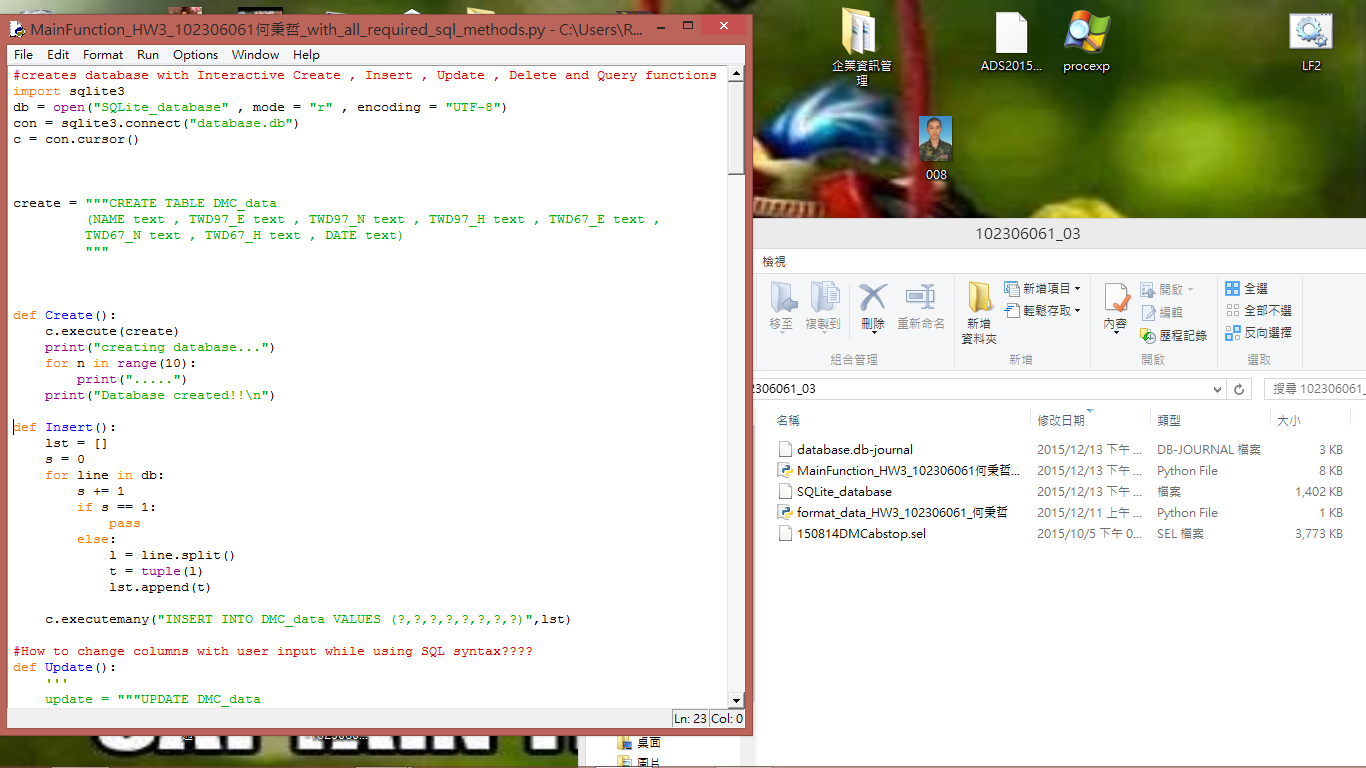 MainFunction_HW3_102306061何秉哲_with_all_required_sql_methods.py - C:\Users\R...
File Edit Format Run Options Window Help
#creates database with Interactive Create , Insert , Update , Delete and Query functions
import sqlite3
db = open("SQLite_database" , mode = "r" , encoding = "UTF-8")
con = sqlite3.connect("database.db")
c = con.cursor()
create = """CREATE TABLE DMC_data
(NAME text , TWD97_E text , TWD97_N text , TWD97_H text , TWD67_E text ,
TWD67_N text , TWD67_H text , DATE text)
"""
def Create():
c.execute(create)
print("creating database...")
for n in range(10):
print(".....")
print("Database created!!\n")
def Insert():
lst = []
s = 0
for line in db:
s += 1
if s == 1:
pass
else:
l = line.split()
t = tuple(l)
lst.append(t)
c.executemany("INSERT INTO DMC_data VALUES (?,?,?,?,?,?,?,?)",lst)
#How to change columns with user input while using SQL syntax????
def Update():
'''
update = """UPDATE DMC_data
Ln: 23 Col: 0
企業資訊管
理
ADS2015...
procexp
LF2
008
102306061_03
檢視
移至
複製到
刪除
重新命名
組合管理
新增
資料夾
新增項目
輕鬆存取
新增
內容
開啟
編輯
歷程記錄
開啟
全選
全部不選
反向選擇
選取
2306061_03
搜尋 102306061_
名稱 修改日期 類型 大小
database.db-journal 2015/12/13 下午 ... DB-JOURNAL 檔案 3 KB
MainFunction_HW3_102306061何秉哲... 2015/12/13 下午 ... Python File 8 KB
SQLite_database 2015/12/13 下午 ... 檔案 1,402 KB
format_data_HW3_102306061_何秉哲 2015/12/11 上午 ... Python File 1 KB
150814DMCabstop.sel 2015/10/5 下午 0... SEL 檔案 3,773 KB
桌面
圖片